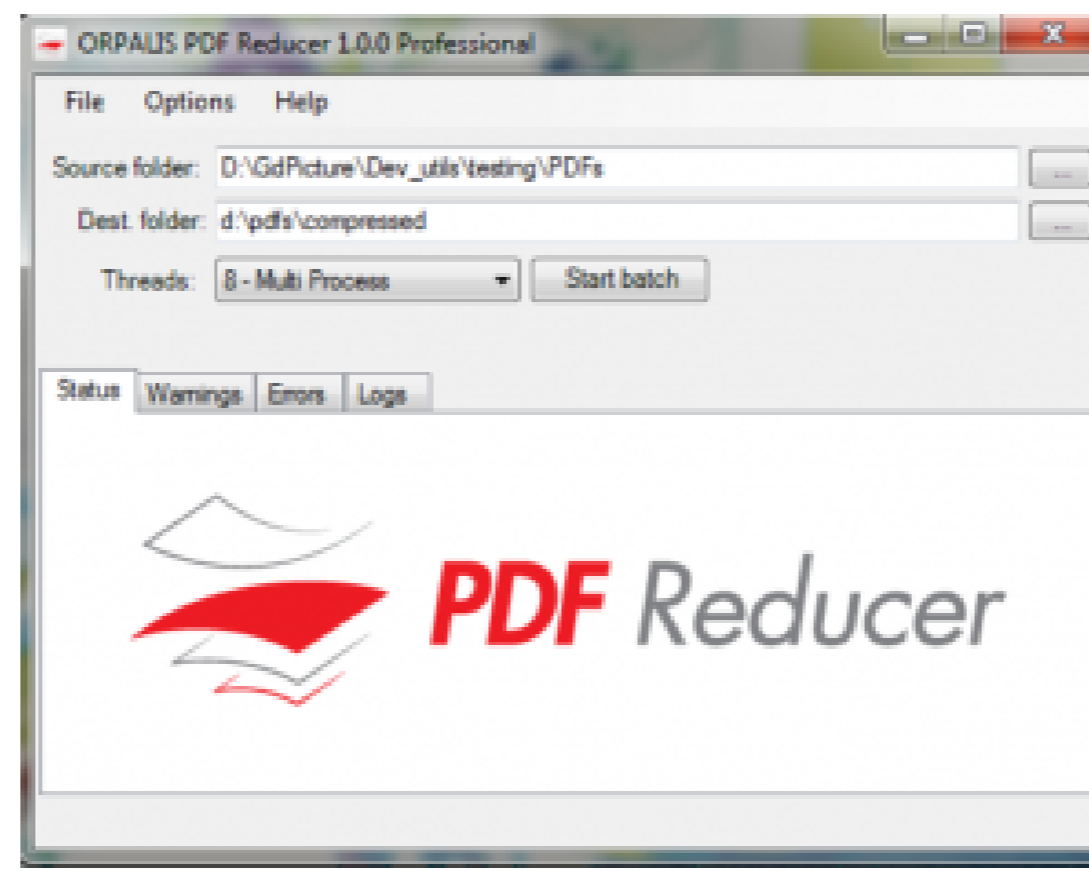 ORPALIS PDF Reducer 1.0.0 Professional
File Options Help
Source folder: D:\GdPicture\Dev_utils\testing\PDFs ...
Dest. folder: d:\pdfs\compressed ...
Threads: 8 - Multi Process Start batch
Status Warnings Errors Logs
PDF Reducer